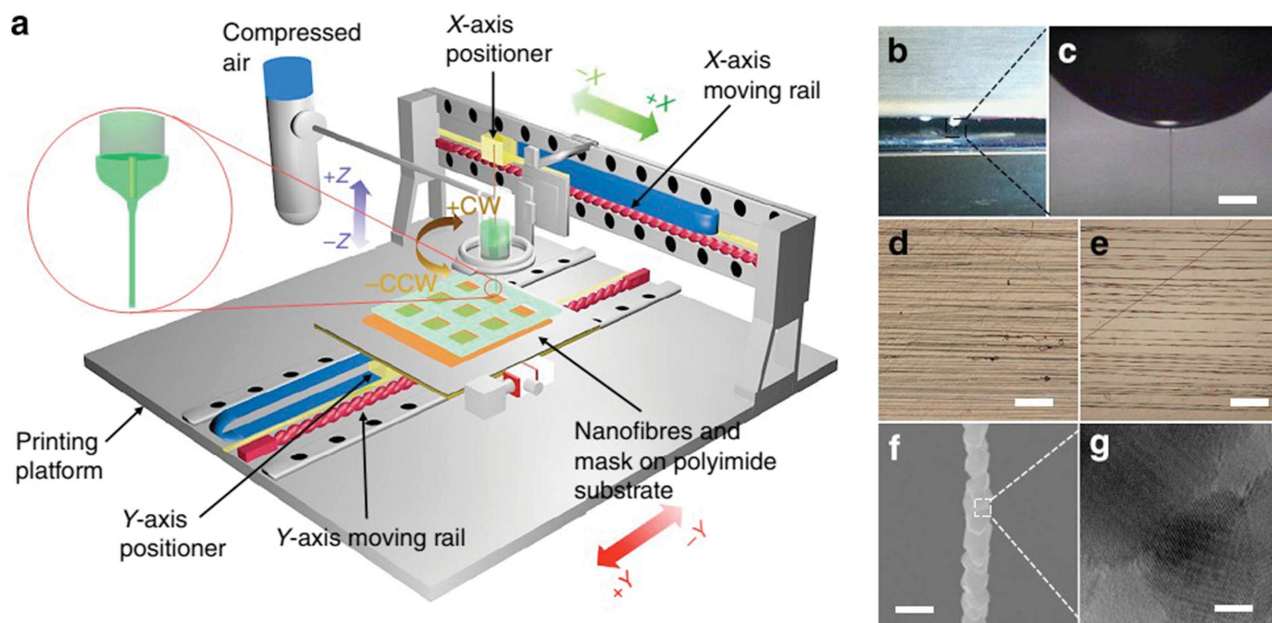 a
Compressed
air
X-axis
positioner
X-axis
moving rail
–X
+X
+Z
–Z
+CW
–CCW
Printing
platform
Y-axis
positioner
Y-axis moving rail
Nanofibres and
mask on polyimide
substrate
–Y
+Y
b
c
d
e
f
g